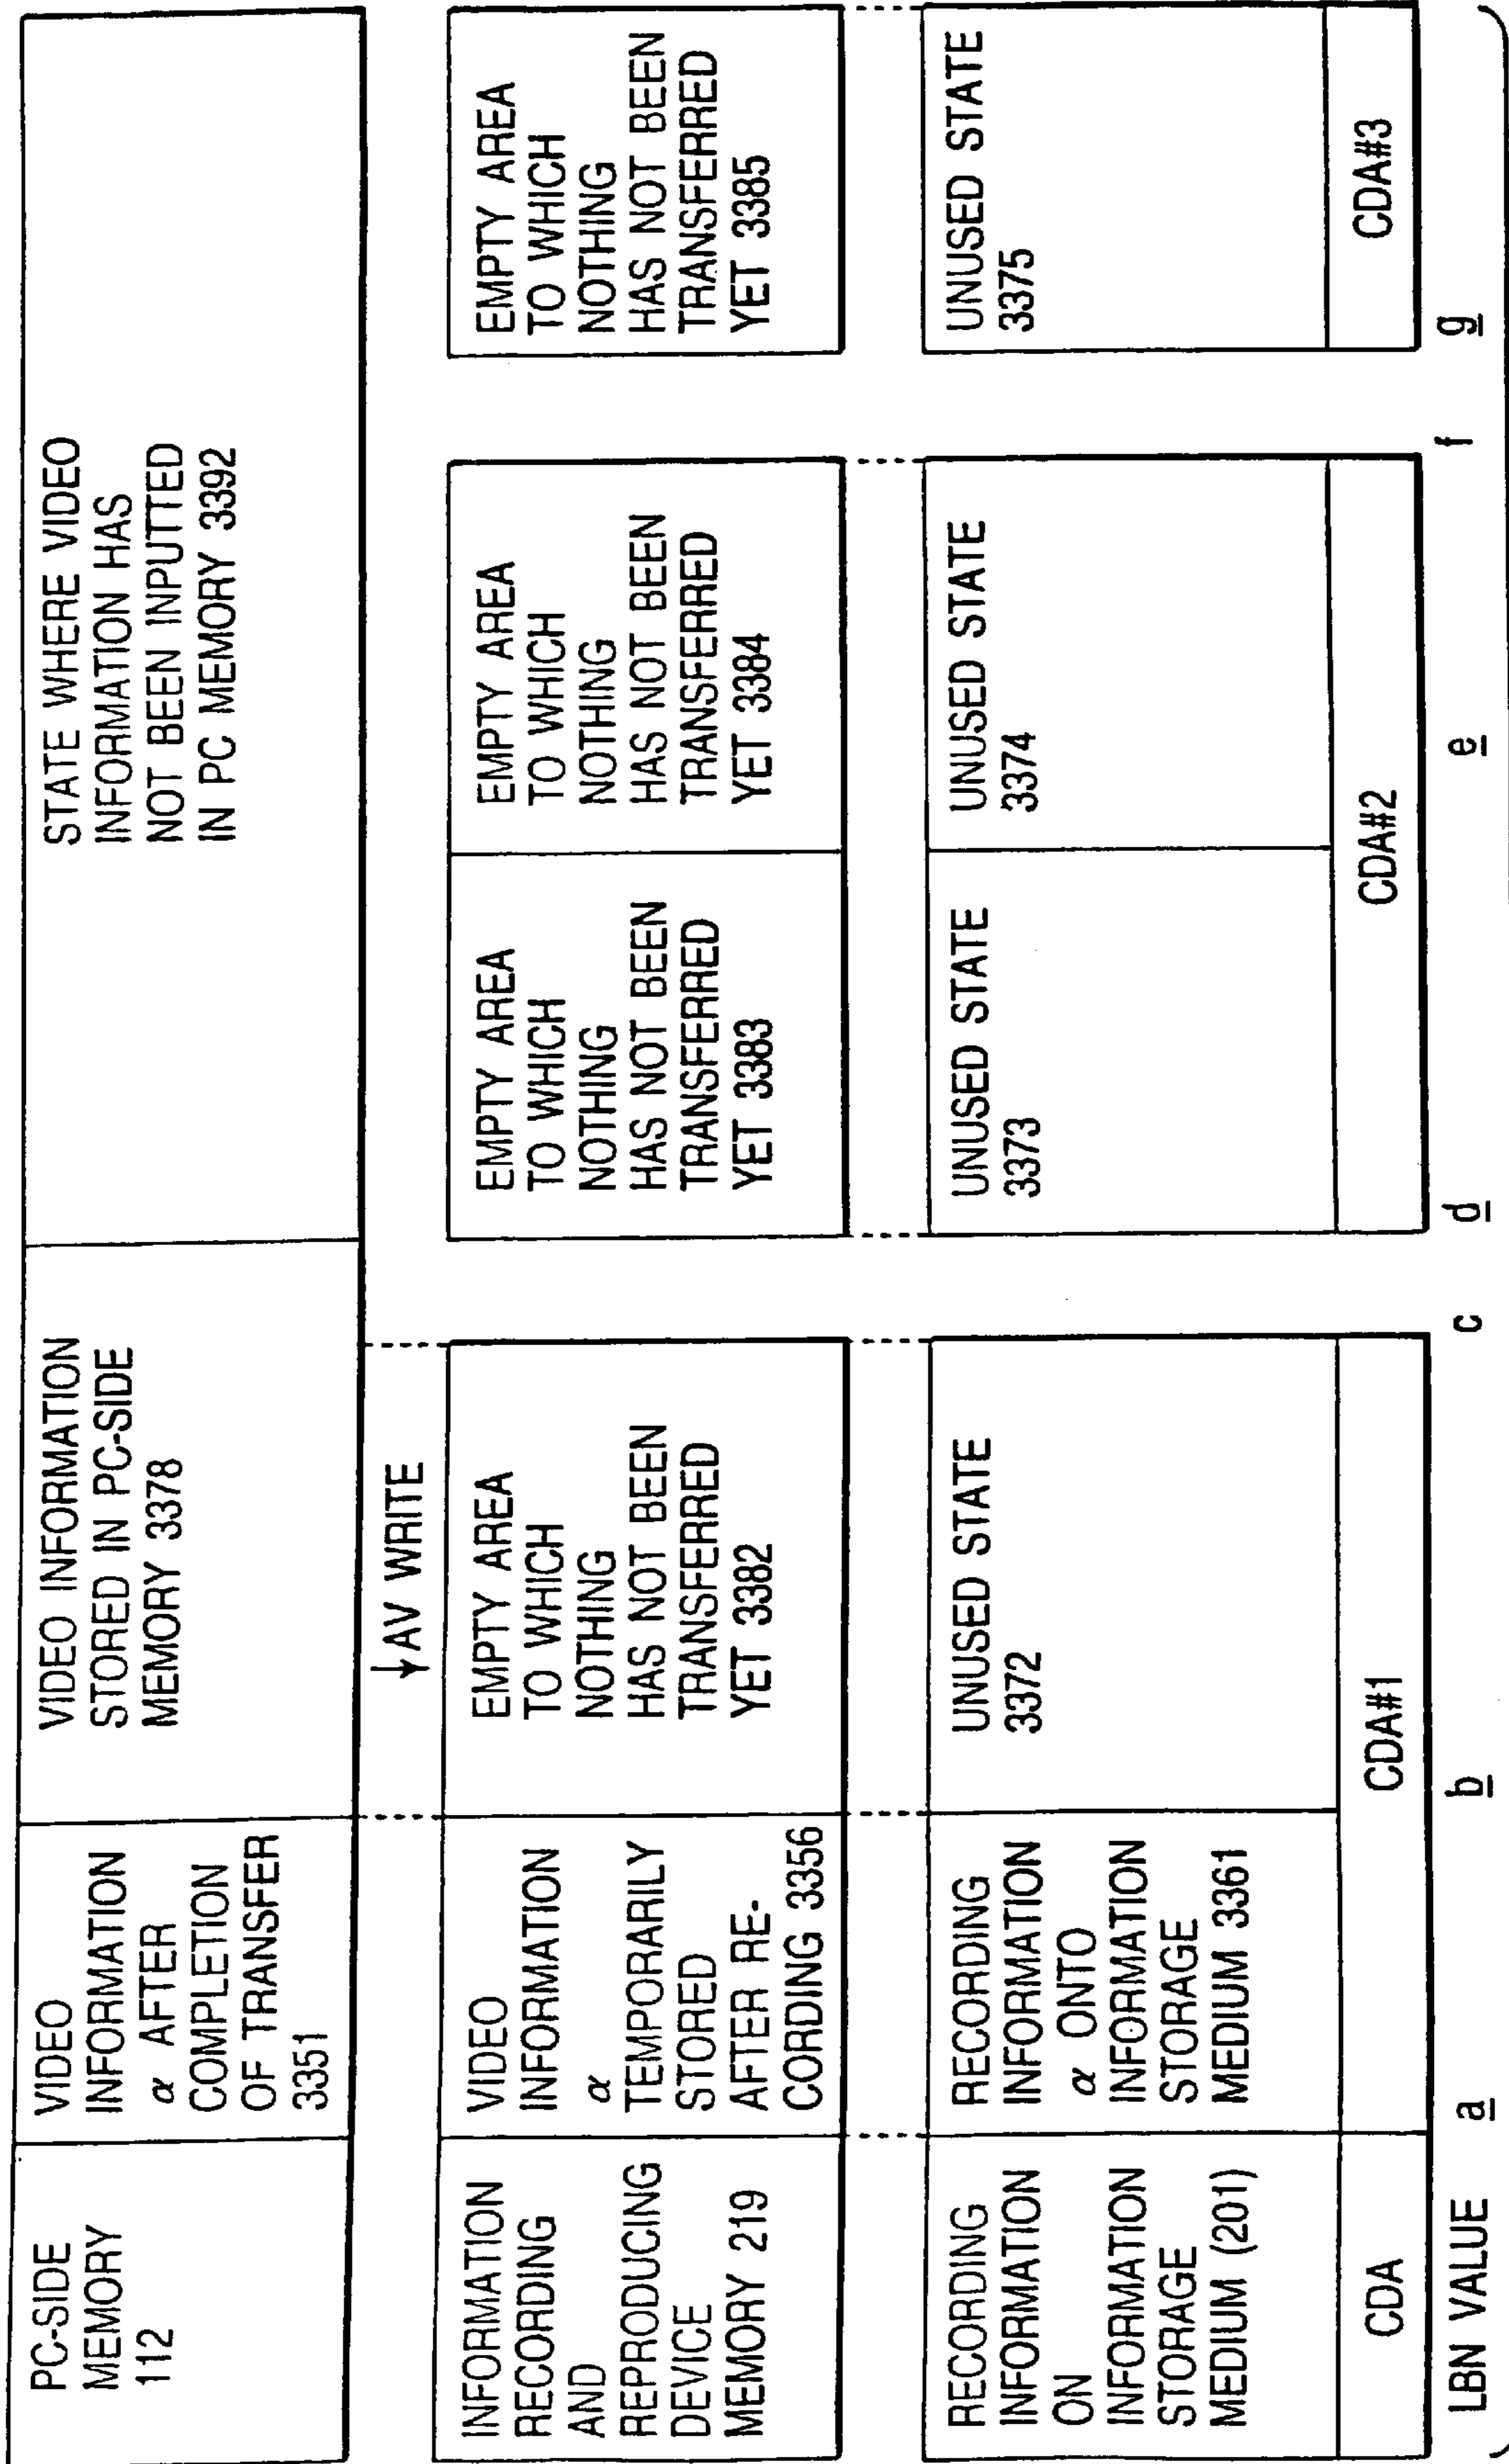 PC-SIDE
MEMORY
112
VIDEO
INFORMATION
α AFTER
COMPLETION
OF TRANSFER
3351
VIDEO INFORMATION
STORED IN PC-SIDE
MEMORY 3378
STATE WHERE VIDEO
INFORMATION HAS
NOT BEEN INPUTTED
IN PC MEMORY 3392
↓AV WRITE
INFORMATION
RECORDING
AND
REPRODUCING
DEVICE
MEMORY 219
VIDEO
INFORMATION
α
TEMPORARILY
STORED
AFTER RE-
CORDING 3356
EMPTY AREA
TO WHICH
NOTHING
HAS NOT BEEN
TRANSFERRED
YET 3382
EMPTY AREA
TO WHICH
NOTHING
HAS NOT BEEN
TRANSFERRED
YET 3383
EMPTY AREA
TO WHICH
NOTHING
HAS NOT BEEN
TRANSFERRED
YET 3384
EMPTY AREA
TO WHICH
NOTHING
HAS NOT BEEN
TRANSFERRED
YET 3385
RECORDING
INFORMATION
ON
INFORMATION
STORAGE
MEDIUM (201)
RECORDING
INFORMATION
α ONTO
INFORMATION
STORAGE
MEDIUM 3361
UNUSED STATE
3372
UNUSED STATE
3373
UNUSED STATE
3374
UNUSED STATE
3375
CDA
CDA#1
CDA#2
CDA#3
LBN VALUE a b c d e f g